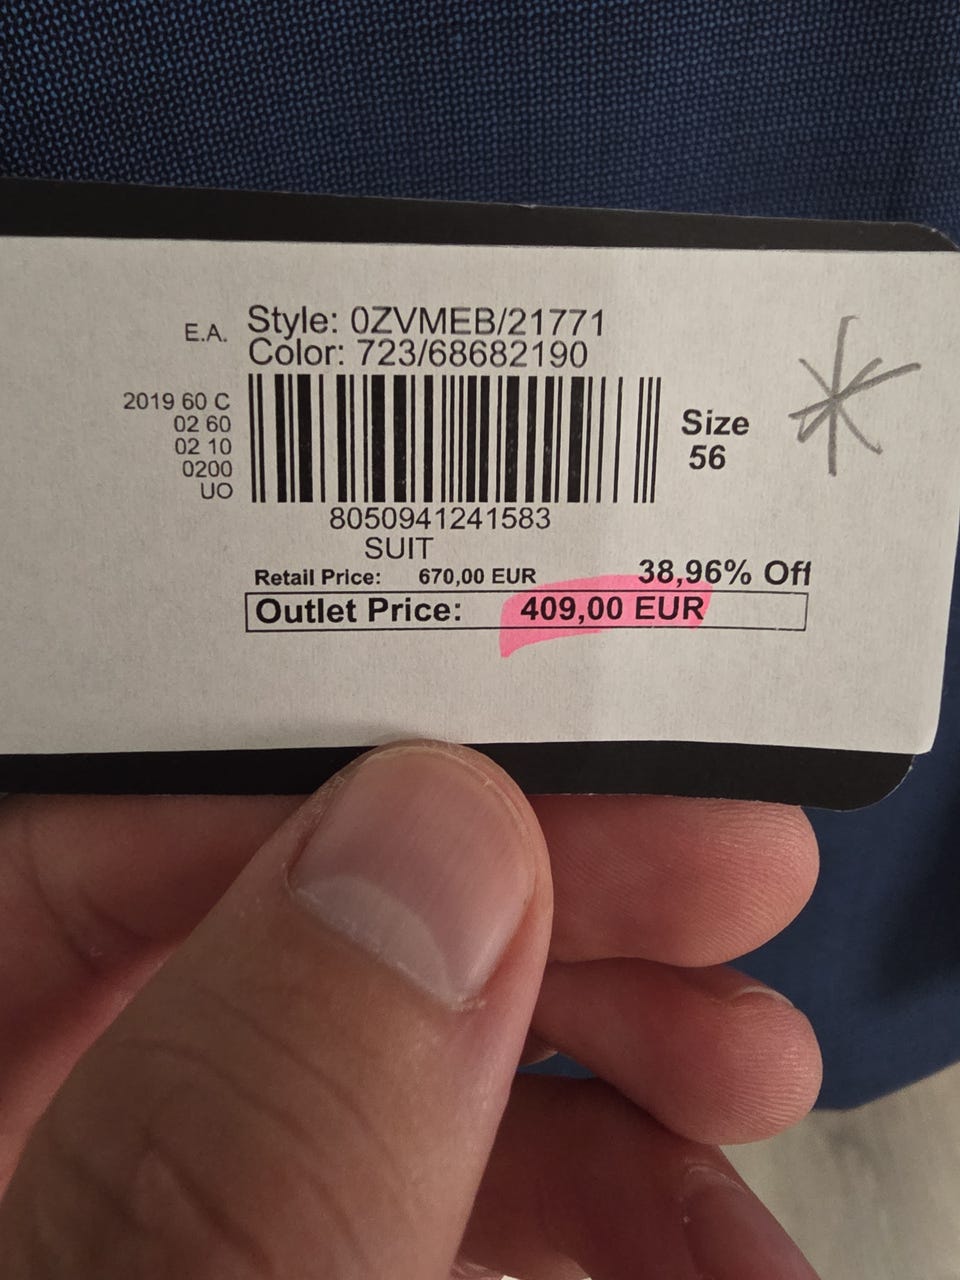 E.A.
Style: 0ZVMEB/21771
Color: 723/68682190
2019 60 C
02 60
02 10
0200
UO
Size
56
8050941241583
SUIT
Retail Price: 670,00 EUR
38,96% Off
Outlet Price: 409,00 EUR